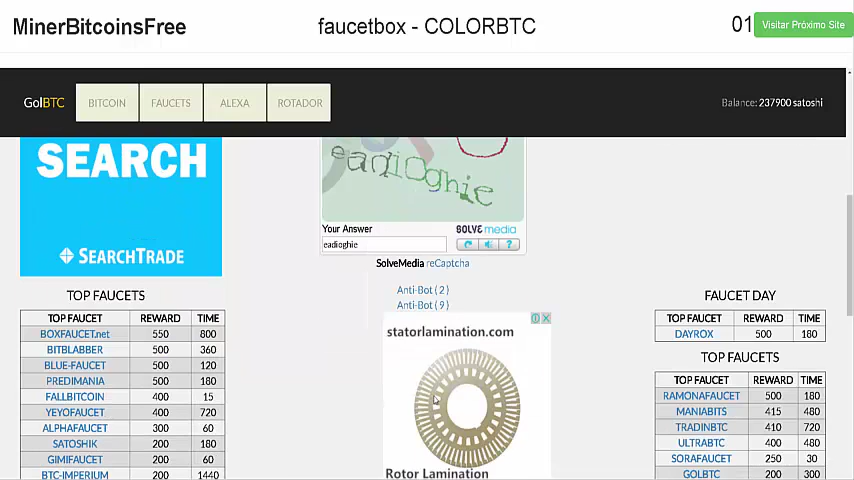 MinerBitcoinsFree
faucetbox - COLORBTC
01
Visitar Próximo Site
GolBTC
BITCOIN
FAUCETS
ALEXA
ROTADOR
Balance: 237900 satoshi
SEARCH
SEARCHTRADE
eadioghie
Your Answer
SOLVE media
eadioghie
?
SolveMedia reCaptcha
Anti-Bot ( 2 )
Anti-Bot ( 9 )
statorlamination.com
Rotor Lamination
TOP FAUCETS
TOP FAUCET REWARD TIME
BOXFAUCET.net 550 800
BITBLABBER 500 360
BLUE-FAUCET 500 120
PREDIMANIA 500 180
FALLBITCOIN 400 15
YEYOFAUCET 400 720
ALPHAFAUCET 300 60
SATOSHIK 200 180
GIMIFAUCET 200 60
BTC-IMPERIUM 200 1440
FAUCET DAY
TOP FAUCET REWARD TIME
DAYROX 500 180
TOP FAUCETS
TOP FAUCET REWARD TIME
RAMONAFAUCET 500 180
MANIABITS 415 480
TRADINBTC 410 720
ULTRABTC 400 480
SORAFAUCET 250 30
GOLBTC 200 300